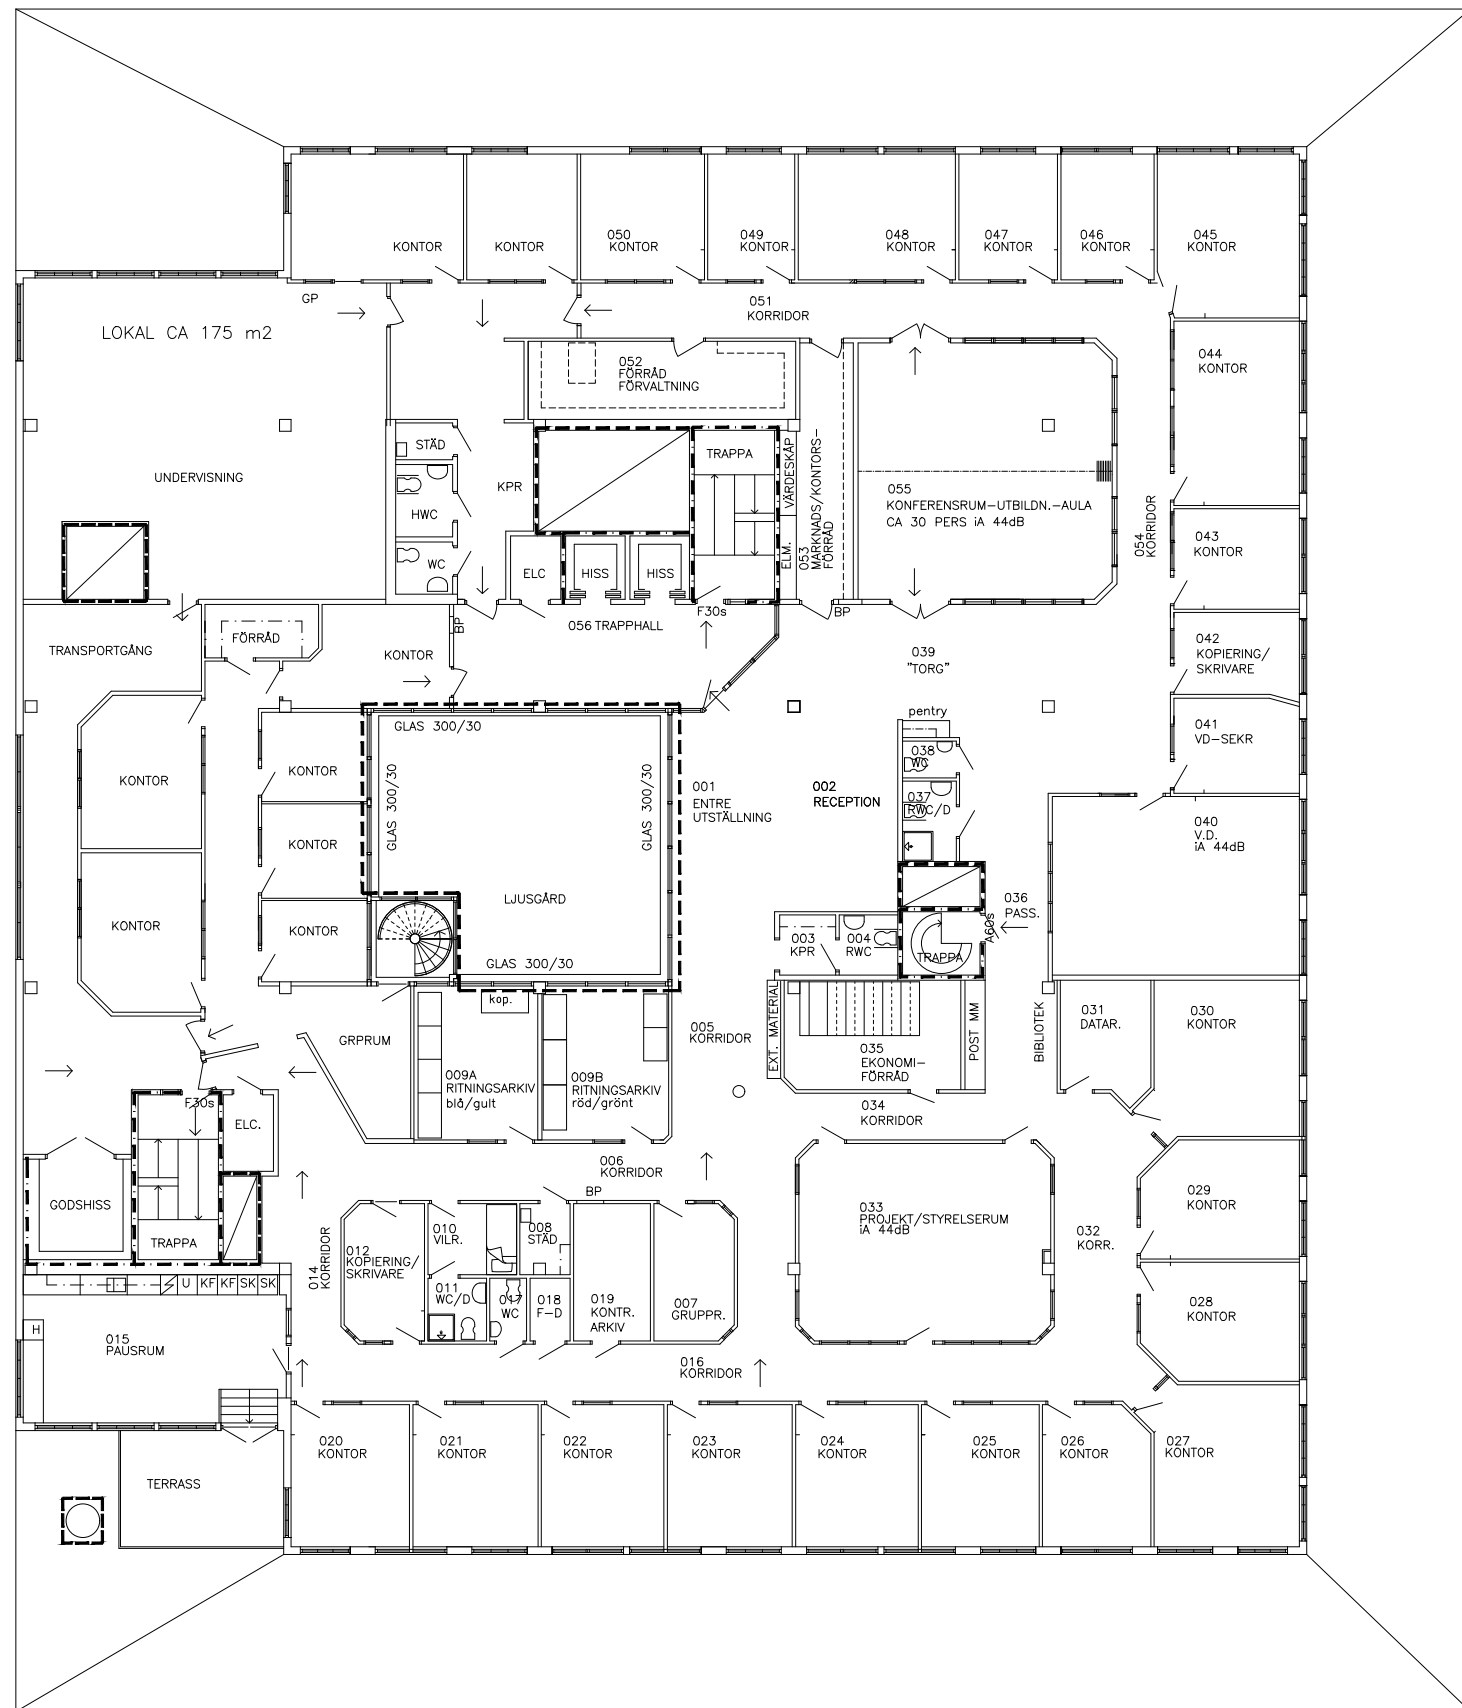 KONTOR
KONTOR
050
KONTOR
049
KONTOR
048
KONTOR
047
KONTOR
046
KONTOR
045
KONTOR
GP
051
KORRIDOR
LOKAL CA 175 m2
052
FÖRRÅD
FÖRVALTNING
044
KONTOR
STÄD
TRAPPA
UNDERVISNING
KPR
HWC
WC
ELC
HISS
HISS
ELM.
VÄRDESKÅP
053
MARKNADS/KONTORS-
FÖRRÅD
055
KONFERENSRUM-UTBILDN.-AULA
CA 30 PERS iA 44dB
054
KORRIDOR
043
KONTOR
F30s
BP
BP
056 TRAPPHALL
FÖRRÅD
TRANSPORTGÅNG
KONTOR
039
"TORG"
042
KOPIERING/
SKRIVARE
pentry
GLAS 300/30
038
WC
041
VD-SEKR
KONTOR
KONTOR
GLAS 300/30
GLAS 300/30
001
ENTRE
UTSTÄLLNING
002
RECEPTION
037
RWC/D
040
V.D.
iA 44dB
KONTOR
LJUSGÅRD
KONTOR
KONTOR
036
PASS.
A60s
003
KPR
004
RWC
TRAPPA
GLAS 300/30
kop.
GRPRUM
005
KORRIDOR
EXT. MATERIAL
035
EKONOMI-
FÖRRÅD
POST MM
BIBLIOTEK
031
DATAR.
030
KONTOR
009A
RITNINGSARKIV
blå/gult
009B
RITNINGSARKIV
röd/grönt
F30s
ELC.
034
KORRIDOR
006
KORRIDOR
BP
GODSHISS
TRAPPA
014
KORRIDOR
012
KOPIERING/
SKRIVARE
010
VILR.
008
STÄD
033
PROJEKT/STYRELSERUM
iA 44dB
032
KORR.
029
KONTOR
U
KF
KF
SK
SK
011
WC/D
017
WC
018
F-D
019
KONTR.
ARKIV
007
GRUPPR.
028
KONTOR
H
015
PAUSRUM
016
KORRIDOR
020
KONTOR
021
KONTOR
022
KONTOR
023
KONTOR
024
KONTOR
025
KONTOR
026
KONTOR
027
KONTOR
TERRASS